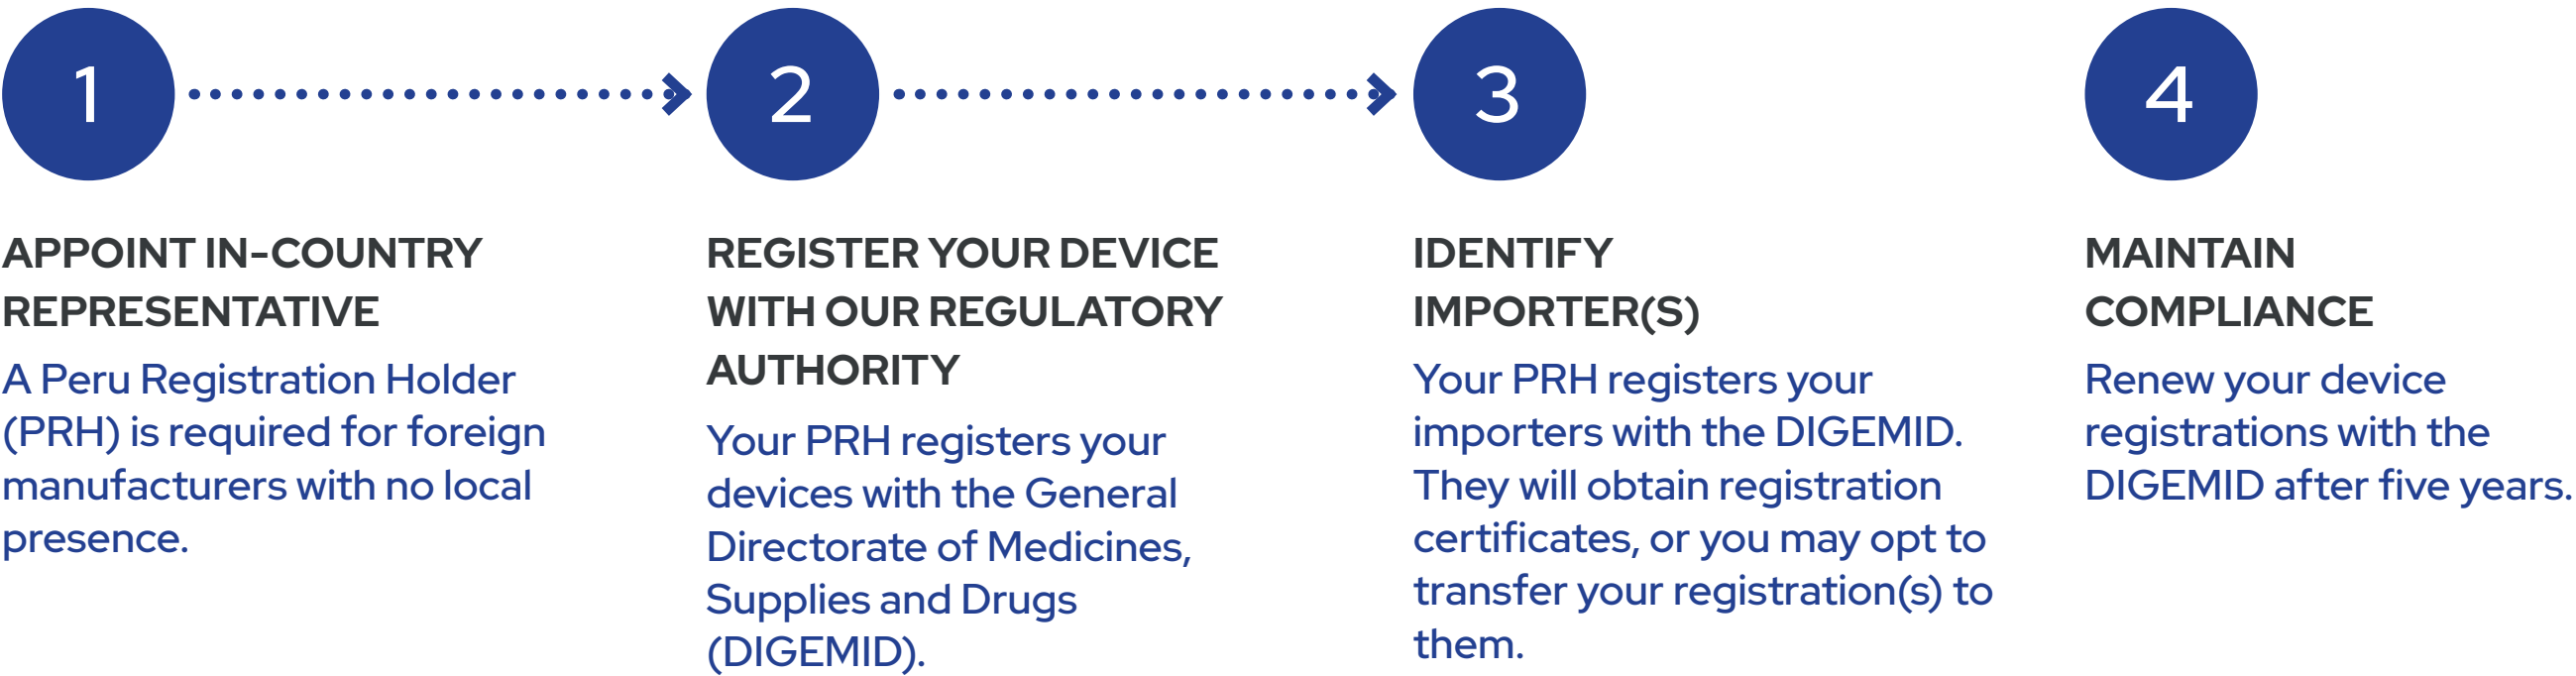 1
APPOINT IN-COUNTRY
REPRESENTATIVE
A Peru Registration Holder
(PRH) is required for foreign
manufacturers with no local
presence.
2
REGISTER YOUR DEVICE
WITH OUR REGULATORY
AUTHORITY
Your PRH registers your
devices with the General
Directorate of Medicines,
Supplies and Drugs
(DIGEMID).
3
IDENTIFY
IMPORTER(S)
Your PRH registers your
importers with the DIGEMID.
They will obtain registration
certificates, or you may opt to
transfer your registration(s) to
them.
4
MAINTAIN
COMPLIANCE
Renew your device
registrations with the
DIGEMID after five years.